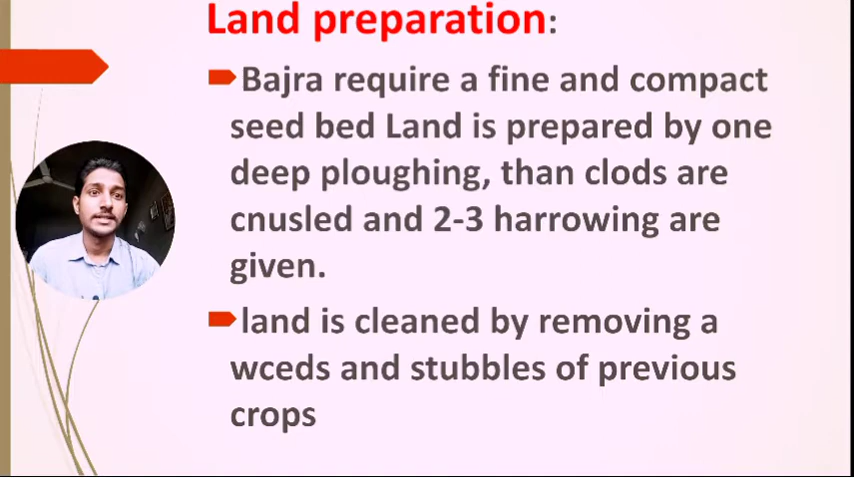 Land preparation:
Bajra require a fine and compact
seed bed Land is prepared by one
deep ploughing, than clods are
cnusled and 2-3 harrowing are
given.
land is cleaned by removing a
wceds and stubbles of previous
crops